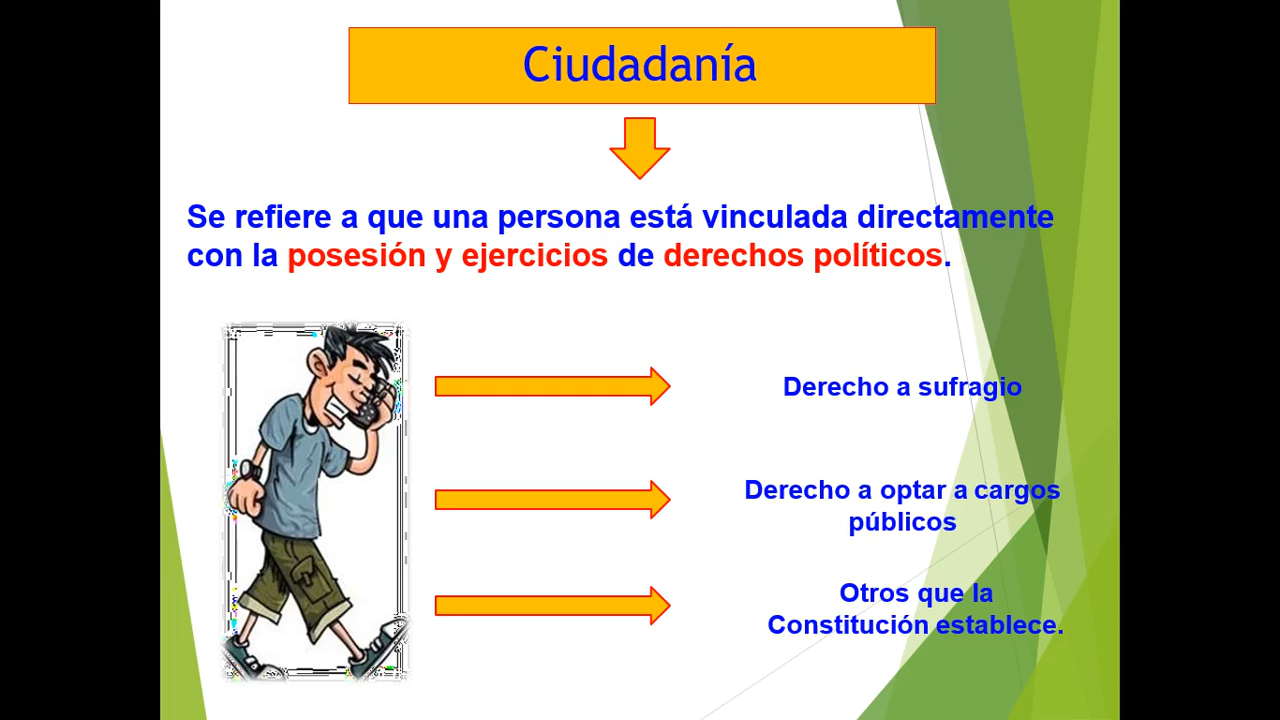 Ciudadanía
Se refiere a que una persona está vinculada directamente
con la posesión y ejercicios de derechos políticos.
Derecho a sufragio
Derecho a optar a cargos
públicos
Otros que la
Constitución establece.